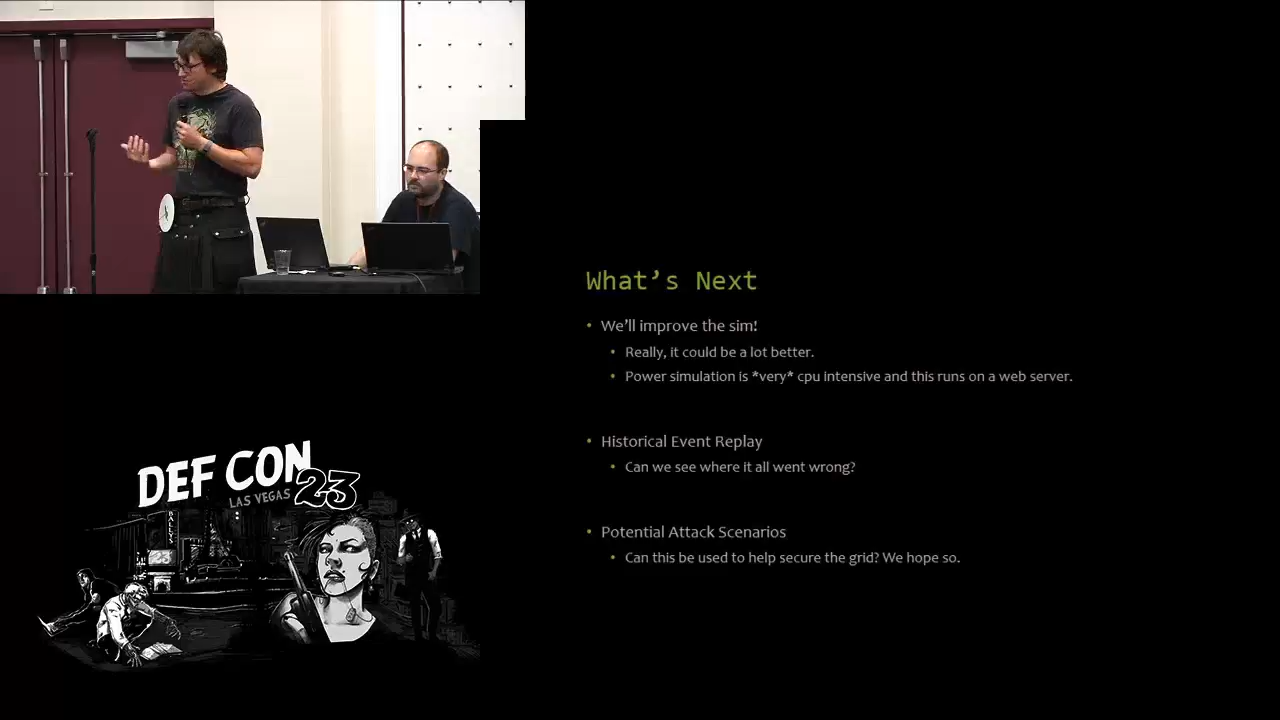 What's Next
• We'll improve the sim!
• Really, it could be a lot better.
• Power simulation is *very* cpu intensive and this runs on a web server.
• Historical Event Replay
• Can we see where it all went wrong?
• Potential Attack Scenarios
• Can this be used to help secure the grid? We hope so.
DEF CON
LAS VEGAS 23
BALLYS